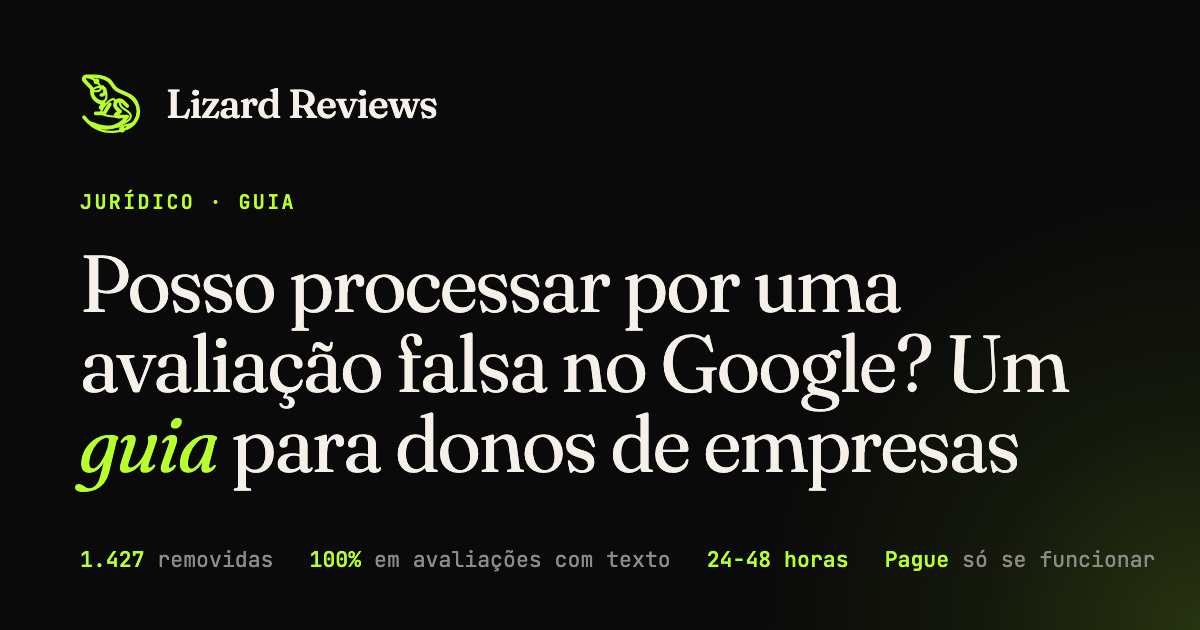 Lizard Reviews
JURÍDICO · GUIA
Posso processar por uma
avaliação falsa no Google? Um
guia para donos de empresas
1.427 removidas 100% em avaliações com texto 24-48 horas Pague só se funcionar